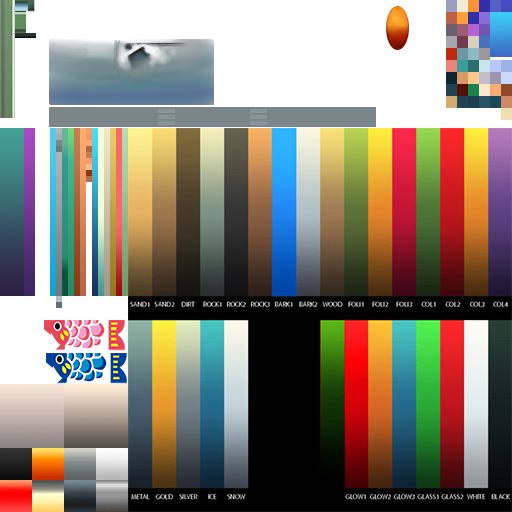 SAND1 SAND2 DIRT ROCK1 ROCK2 ROCK3 BARK1 BARK2 WOOD FOLI1 FOLI2 FOLI3 COL1 COL2 COL3 COL4
METAL GOLD SILVER ICE SNOW GLOW1 GLOW2 GLOW3 GLASS1 GLASS2 WHITE BLACK